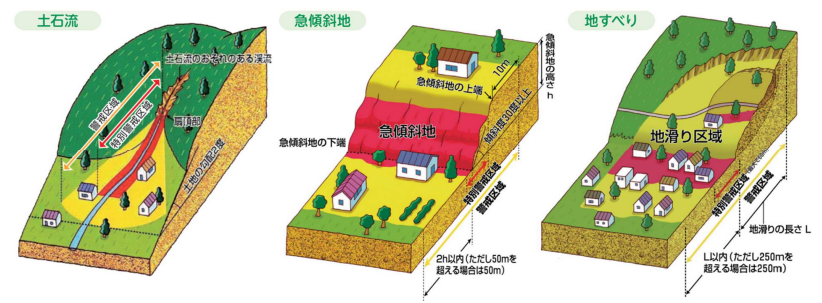 土石流
土石流のおそれのある渓流
警戒区域
特別警戒区域
扇頂部
土地の勾配2度
急傾斜地
急傾斜地の高さh
10m
急傾斜地の上端
傾斜度30度以上
急傾斜地
急傾斜地の下端
特別警戒区域
警戒区域
2h以内(ただし50mを
超える場合は50m)
地すべり
地滑り区域
特別警戒区域
警戒区域
地滑りの長さL
L以内(ただし250mを
超える場合は250m)